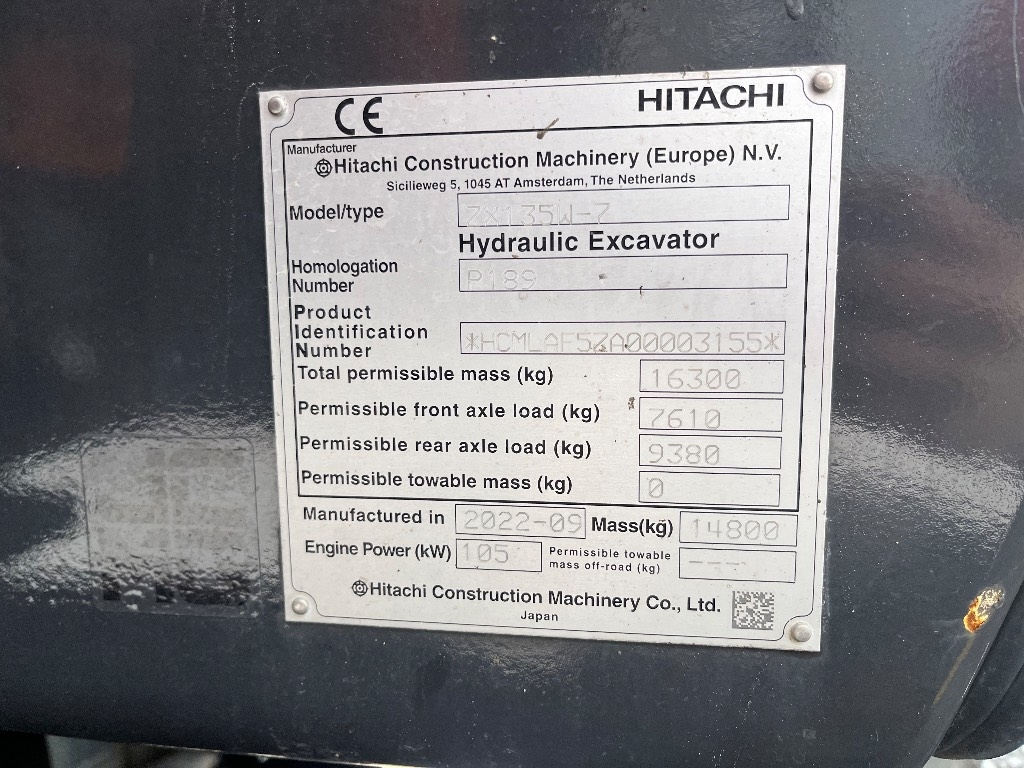 CE
HITACHI
Manufacturer
Hitachi Construction Machinery (Europe) N.V.
Sicilieweg 5, 1045 AT Amsterdam, The Netherlands
Model/type ZX135W-7
Hydraulic Excavator
Homologation
Number P189
Product
Identification
Number *HCMLAF5ZA00003155*
Total permissible mass (kg) 16300
Permissible front axle load (kg) 7610
Permissible rear axle load (kg) 9380
Permissible towable mass (kg) 0
Manufactured in 2022-09 Mass(kg) 14800
Engine Power (kW) 105 Permissible towable
mass off-road (kg) ---
Hitachi Construction Machinery Co., Ltd.
Japan